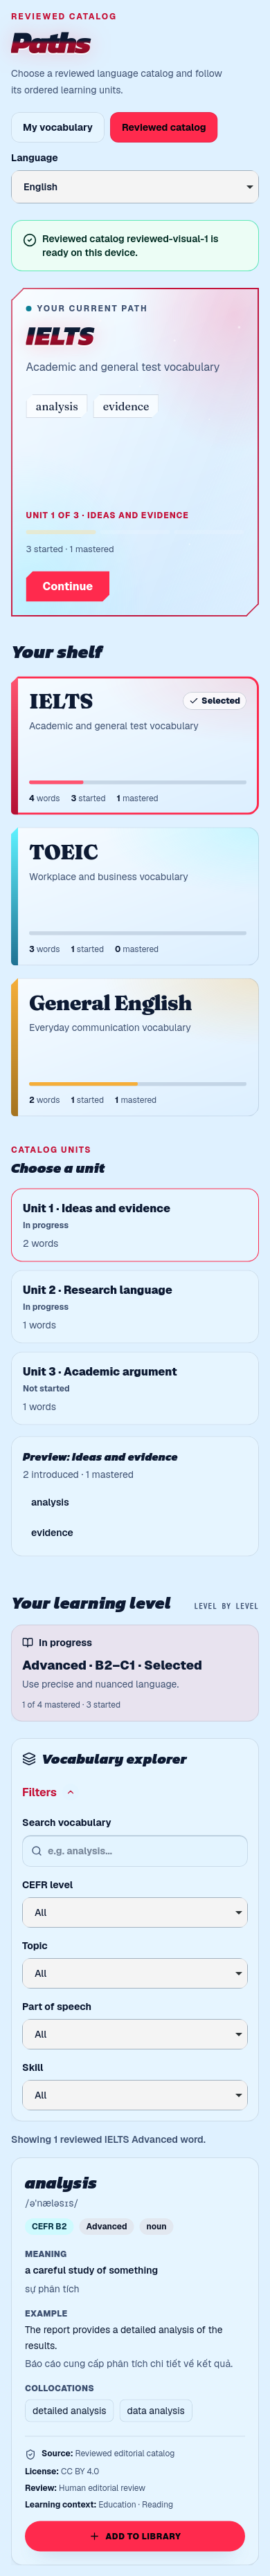 REVIEWED CATALOG
Paths
Choose a reviewed language catalog and follow
its ordered learning units.
My vocabulary
Reviewed catalog
Language
English
Reviewed catalog reviewed-visual-1 is
ready on this device.
YOUR CURRENT PATH
IELTS
Academic and general test vocabulary
analysis
evidence
UNIT 1 OF 3 · IDEAS AND EVIDENCE
3 started · 1 mastered
Continue
Your shelf
IELTS
Selected
Academic and general test vocabulary
4 words 3 started 1 mastered
TOEIC
Workplace and business vocabulary
3 words 1 started 0 mastered
General English
Everyday communication vocabulary
2 words 1 started 1 mastered
CATALOG UNITS
Choose a unit
Unit 1 · Ideas and evidence
In progress
2 words
Unit 2 · Research language
In progress
1 words
Unit 3 · Academic argument
Not started
1 words
Preview: Ideas and evidence
2 introduced · 1 mastered
analysis
evidence
Your learning level
LEVEL BY LEVEL
In progress
Advanced · B2–C1 · Selected
Use precise and nuanced language.
1 of 4 mastered · 3 started
Vocabulary explorer
Filters
Search vocabulary
e.g. analysis...
CEFR level
All
Topic
All
Part of speech
All
Skill
All
Showing 1 reviewed IELTS Advanced word.
analysis
/əˈnæləsɪs/
CEFR B2
Advanced
noun
MEANING
a careful study of something
sự phân tích
EXAMPLE
The report provides a detailed analysis of the
results.
Báo cáo cung cấp phân tích chi tiết về kết quả.
COLLOCATIONS
detailed analysis
data analysis
Source: Reviewed editorial catalog
License: CC BY 4.0
Review: Human editorial review
Learning context: Education · Reading
ADD TO LIBRARY